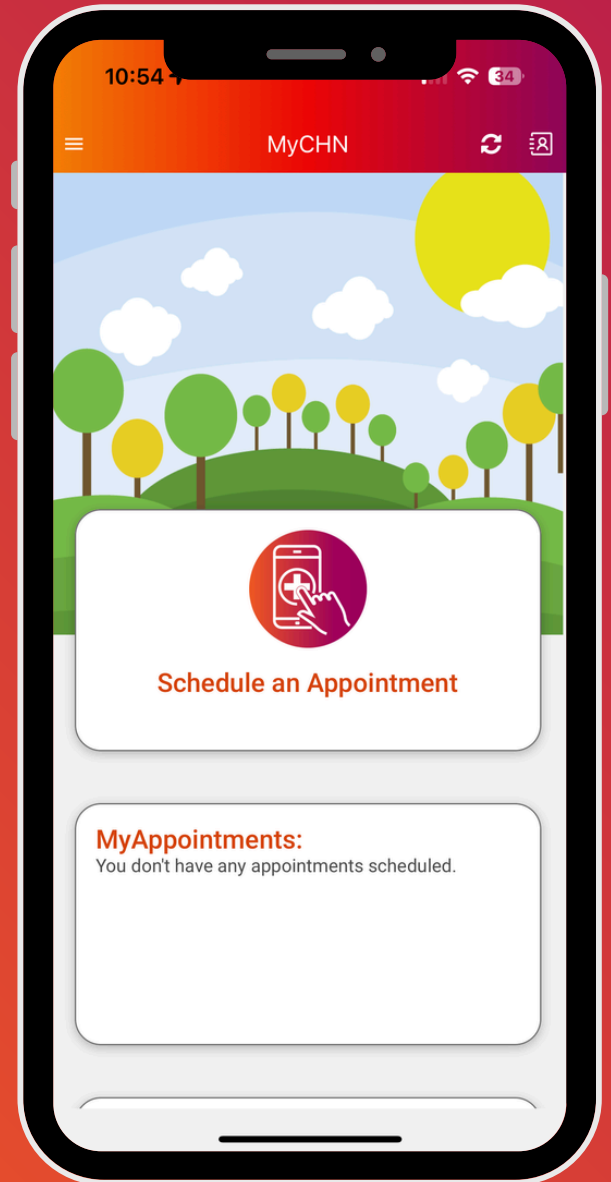 10:54
34
MyCHN
Schedule an Appointment
MyAppointments:
You don't have any appointments scheduled.